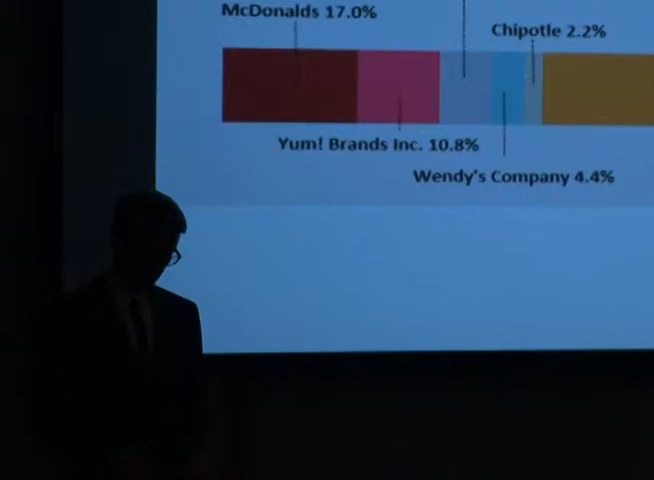 McDonalds 17.0%
Chipotle 2.2%
Yum! Brands Inc. 10.8%
Wendy's Company 4.4%